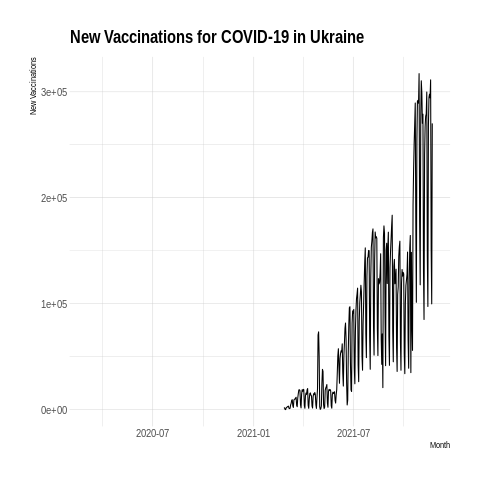 New Vaccinations for COVID-19 in Ukraine
New Vaccinations
3e+05
2e+05
1e+05
0e+00
2020-07
2021-01
2021-07
Month